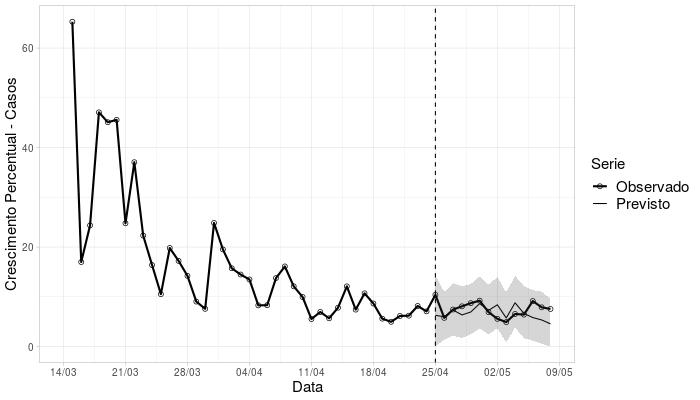 Crescimento Percentual - Casos
60
40
20
0
14/03 21/03 28/03 04/04 11/04 18/04 25/04 02/05 09/05
Data
Serie
Observado
Previsto